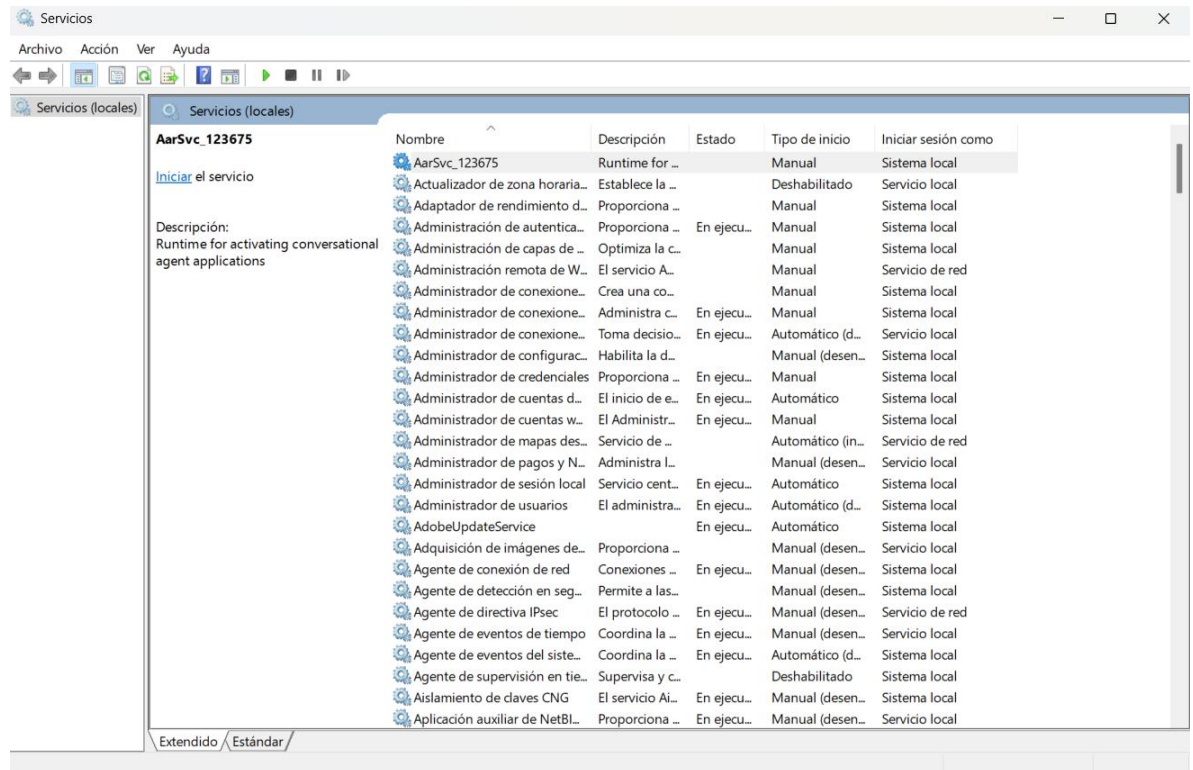 Servicios
Archivo Acción Ver Ayuda
Servicios (locales)
Servicios (locales)
AarSvc_123675
Iniciar el servicio
Descripción:
Runtime for activating conversational
agent applications
Nombre Descripción Estado Tipo de inicio Iniciar sesión como
AarSvc_123675 Runtime for ... Manual Sistema local
Actualizador de zona horaria... Establece la ... Deshabilitado Servicio local
Adaptador de rendimiento d... Proporciona ... Manual Sistema local
Administración de autentica... Proporciona ... En ejecu... Manual Sistema local
Administración de capas de ... Optimiza la c... Manual Sistema local
Administración remota de W... El servicio A... Manual Servicio de red
Administrador de conexione... Crea una co... Manual Sistema local
Administrador de conexione... Administra c... En ejecu... Manual Sistema local
Administrador de conexione... Toma decisio... En ejecu... Automático (d... Servicio local
Administrador de configurac... Habilita la d... Manual (desen... Sistema local
Administrador de credenciales Proporciona ... En ejecu... Manual Sistema local
Administrador de cuentas d... El inicio de e... En ejecu... Automático Sistema local
Administrador de cuentas w... El Administr... En ejecu... Manual Sistema local
Administrador de mapas des... Servicio de ... Automático (in... Servicio de red
Administrador de pagos y N... Administra l... Manual (desen... Servicio local
Administrador de sesión local Servicio cent... En ejecu... Automático Sistema local
Administrador de usuarios El administra... En ejecu... Automático (d... Sistema local
AdobeUpdateService En ejecu... Automático Sistema local
Adquisición de imágenes de... Proporciona ... Manual (desen... Servicio local
Agente de conexión de red Conexiones ... En ejecu... Manual (desen... Sistema local
Agente de detección en seg... Permite a las... Manual (desen... Sistema local
Agente de directiva IPsec El protocolo ... En ejecu... Manual (desen... Servicio de red
Agente de eventos de tiempo Coordina la ... En ejecu... Manual (desen... Servicio local
Agente de eventos del siste... Coordina la ... En ejecu... Automático (d... Sistema local
Agente de supervisión en tie... Supervisa y c... Deshabilitado Sistema local
Aislamiento de claves CNG El servicio Ai... En ejecu... Manual (desen... Sistema local
Aplicación auxiliar de NetBI... Proporciona ... En ejecu... Manual (desen... Servicio local
Extendido Estándar